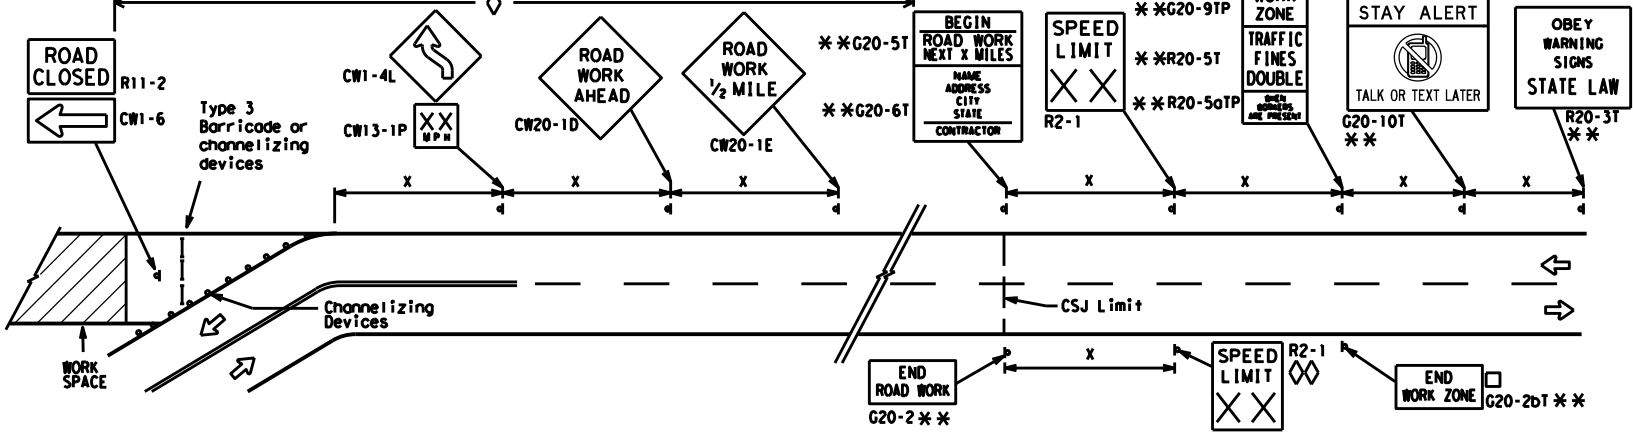 ROAD
CLOSED
R11-2
CW1-6
Type 3
Barricade or
channelizing
devices
CW1-4L
XX
MPH
CW13-1P
ROAD
WORK
AHEAD
CW20-1D
ROAD
WORK
1/2 MILE
CW20-1E
* *G20-5T
* *G20-6T
BEGIN
ROAD WORK
NEXT X MILES
NAME
ADDRESS
CITY
STATE
CONTRACTOR
SPEED
LIMIT
X X
R2-1
* *G20-9TP
* *R20-5T
* *R20-5aTP
ZONE
TRAFFIC
FINES
DOUBLE
WHEN
WORKERS
ARE PRESENT
STAY ALERT
TALK OR TEXT LATER
G20-10T
* *
OBEY
WARNING
SIGNS
STATE LAW
R20-3T
* *
X
X
X
X
X
X
X
Channelizing
Devices
WORK
SPACE
CSJ Limit
END
ROAD WORK
G20-2 * *
X
SPEED
LIMIT
X X
R2-1
END
WORK ZONE
G20-2bT * *